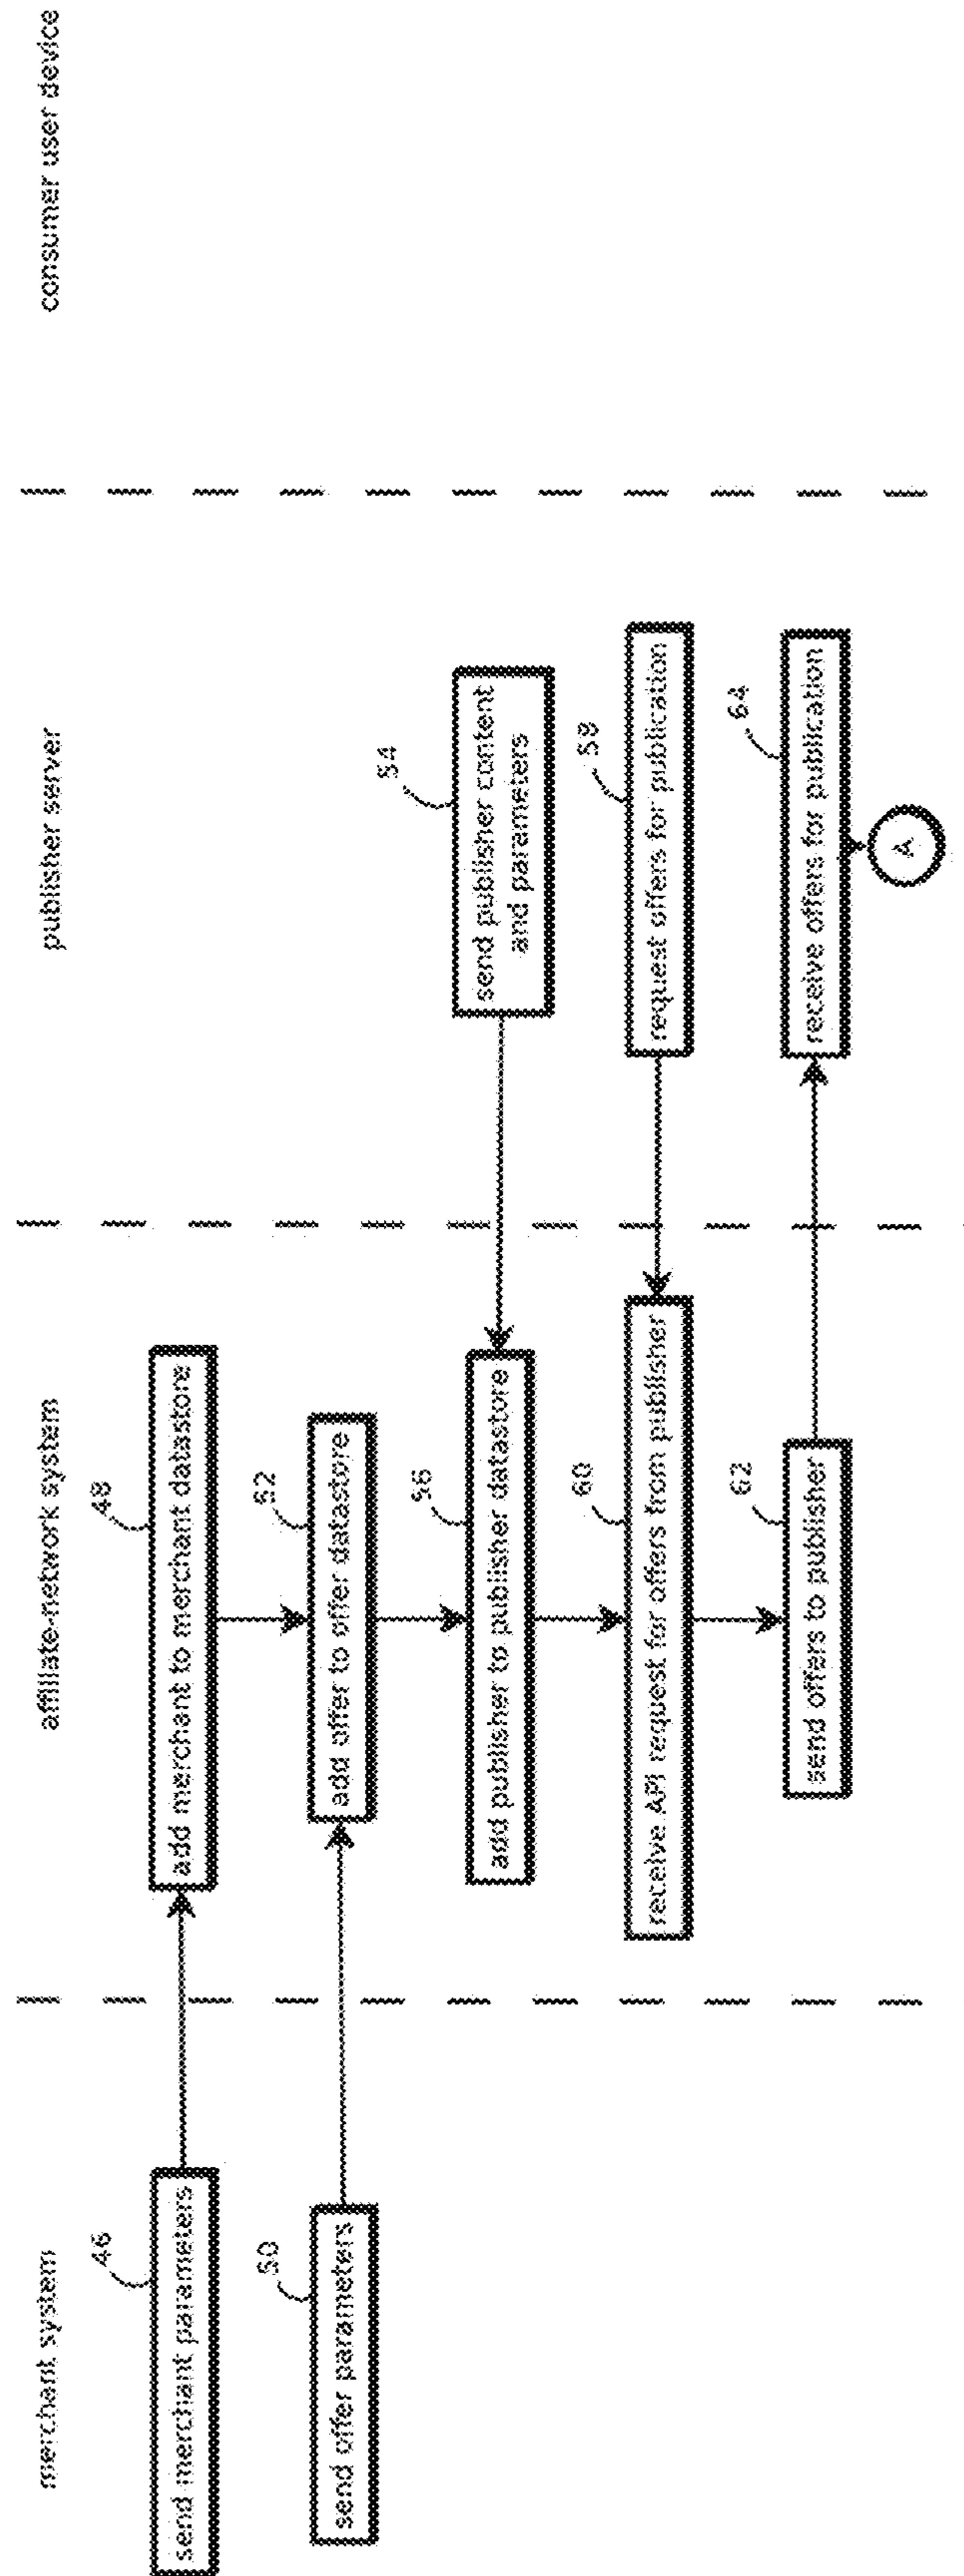 merchant system
affiliate-network system
publisher server
consumer user device
46
send merchant parameters
48
add merchant to merchant datasstore
50
send offer parameters
52
add offer to offer datastore
54
send publisher content
and parameters
56
add publisher to publisher datastore
58
request offers for publication
60
receive API request for offers from publisher
62
send offers to publisher
64
receive offers for publication
A